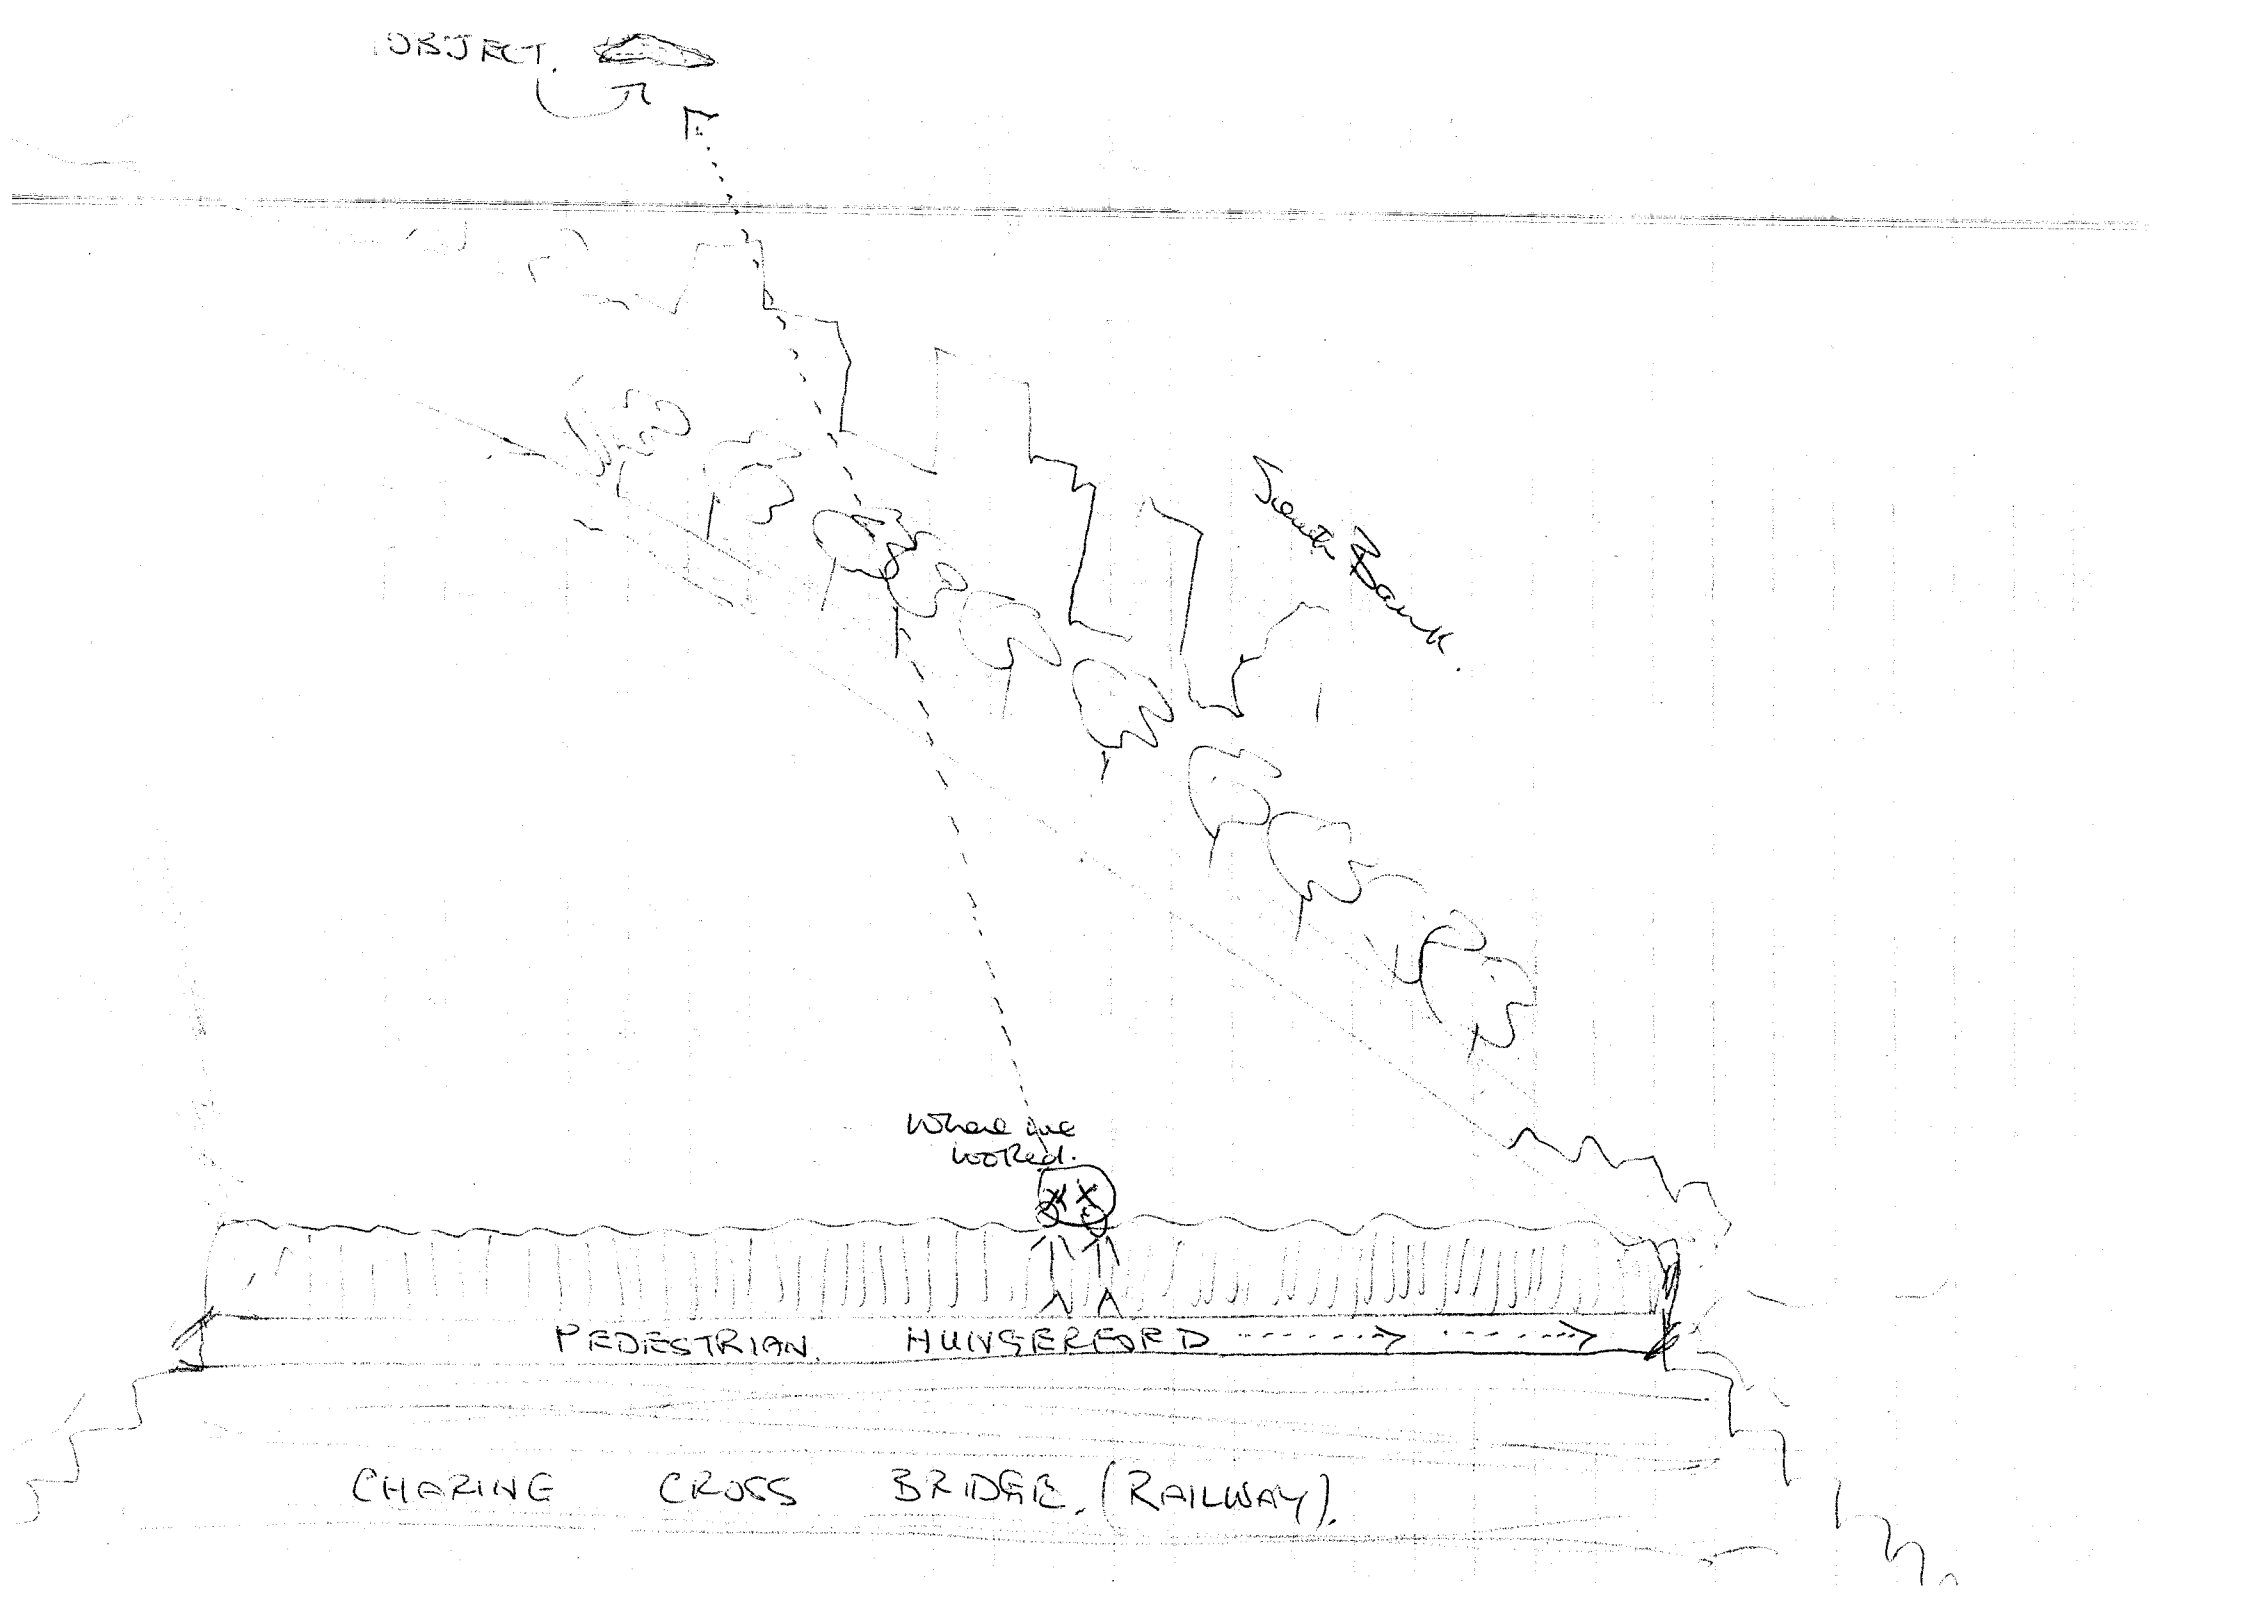 OBJECT.
South Bank.
Where we
looked.
PEDESTRIAN. HUNGERFORD
CHARING CROSS BRIDGE. (RAILWAY).